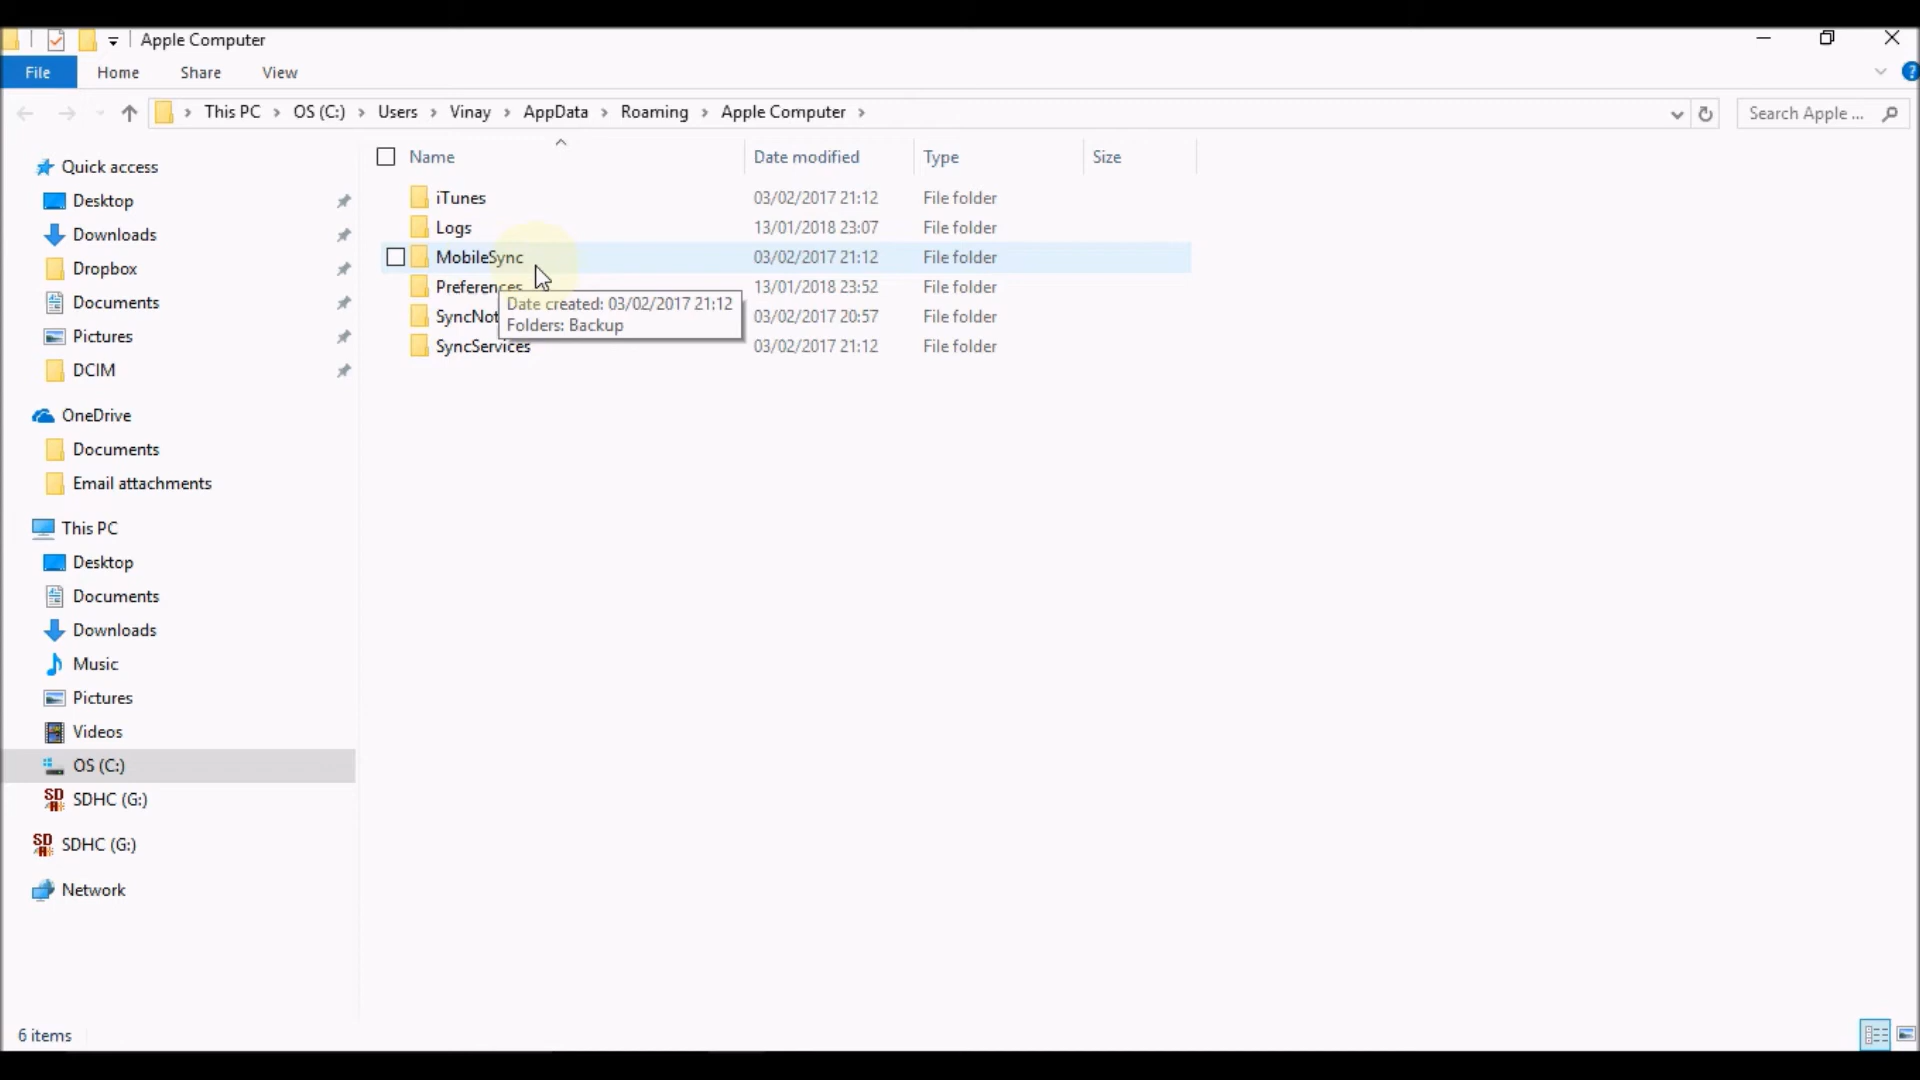 Apple Computer
File Home Share View
This PC OS (C:) Users Vinay AppData Roaming Apple Computer
Search Apple ...
Name Date modified Type Size
Quick access
Desktop
Downloads
Dropbox
Documents
Pictures
DCIM
OneDrive
Documents
Email attachments
This PC
Desktop
Documents
Downloads
Music
Pictures
Videos
OS (C:)
SDHC (G:)
SDHC (G:)
Network
iTunes 03/02/2017 21:12 File folder
Logs 13/01/2018 23:07 File folder
MobileSync 03/02/2017 21:12 File folder
Preferences 13/01/2018 23:52 File folder
SyncNot 03/02/2017 20:57 File folder
SyncServices 03/02/2017 21:12 File folder
Date created: 03/02/2017 21:12
Folders: Backup
6 items